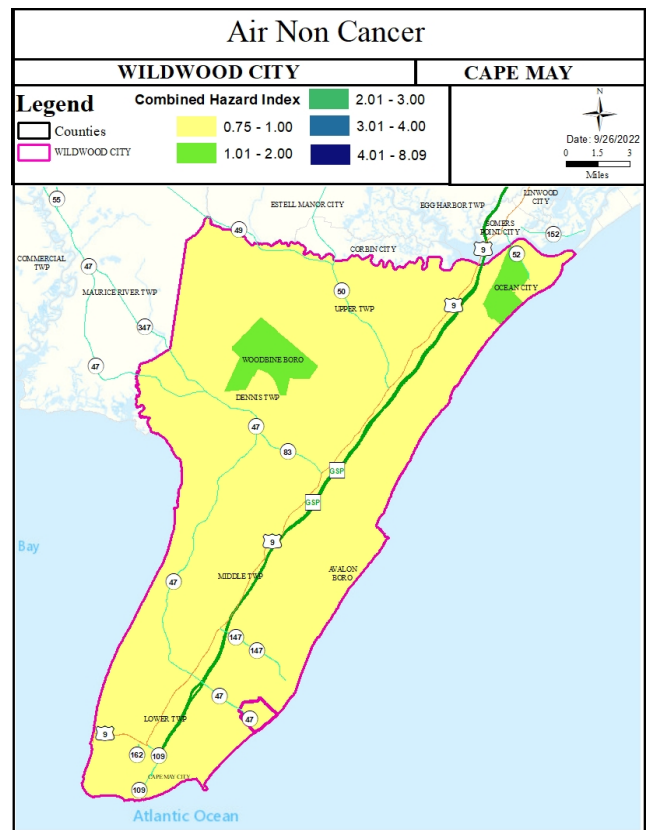 Air Non Cancer
WILDWOOD CITY
CAPE MAY
Legend
Counties
WILDWOOD CITY
Combined Hazard Index
0.75 - 1.00
1.01 - 2.00
2.01 - 3.00
3.01 - 4.00
4.01 - 8.09
N
Date: 9/26/2022
0 1.5 3
Miles
LINWOOD
CITY
ESTELL MANOR CITY
EGG HARBOR TWP
55
SOMERS
POINT CITY
152
49
CORBIN CITY
9
52
COMMERCIAL
TWP
47
MAURICE RIVER TWP
50
OCEAN CITY
UPPER TWP
9
347
WOODBINE BORO
47
DENNIS TWP
47
83
GSP
GSP
9
Bay
MIDDLE TWP
AVALON
BORO
47
147
147
47
LOWER TWP
47
9
162
109
CAPE MAY CITY
109
Atlantic Ocean